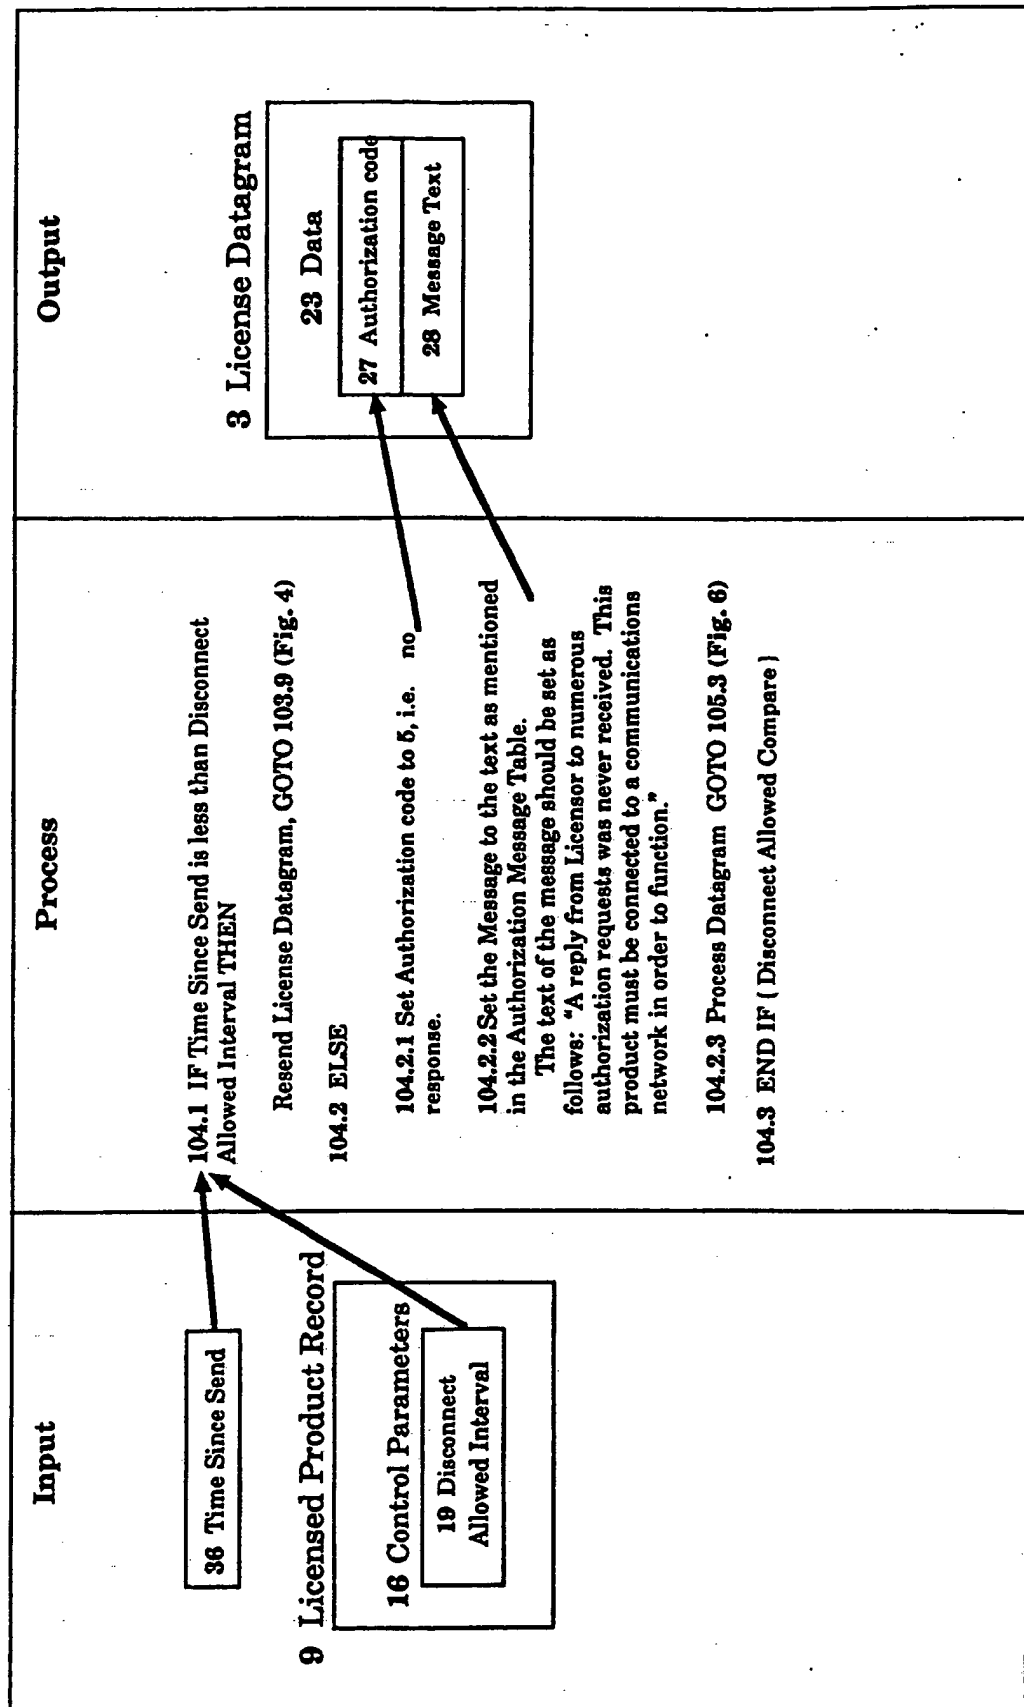 Input
36 Time Since Send
9 Licensed Product Record
16 Control Parameters
19 Disconnect
Allowed Interval
Process
104.1 IF Time Since Send is less than Disconnect
Allowed Interval THEN
Resend License Datagram, GOTO 103.9 (Fig. 4)
104.2 ELSE
104.2.1 Set Authorization code to 5, i.e. no
response.
104.2.2 Set the Message to the text as mentioned
in the Authorization Message Table.
The text of the message should be set as
follows: "A reply from Licensor to numerous
authorization requests was never received. This
product must be connected to a communications
network in order to function."
104.2.3 Process Datagram GOTO 105.3 (Fig. 6)
104.3 END IF ( Disconnect Allowed Compare )
Output
3 License Datagram
23 Data
27 Authorization code
28 Message Text